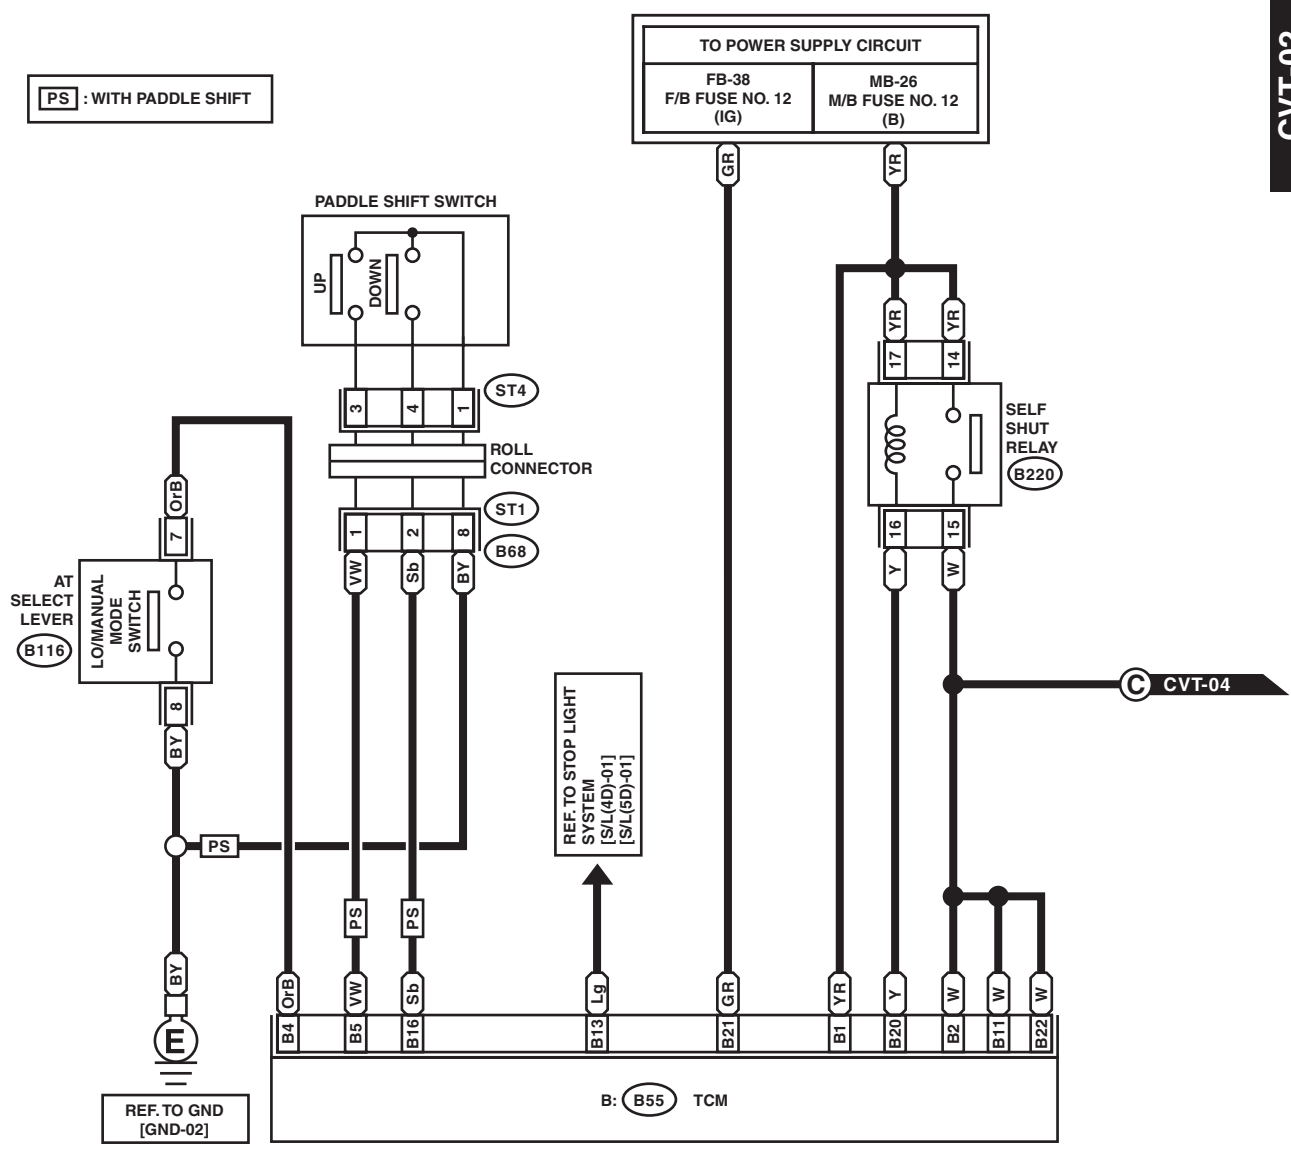 CVT-02
TO POWER SUPPLY CIRCUIT
FB-38
F/B FUSE NO. 12
(IG)
MB-26
M/B FUSE NO. 12
(B)
PS : WITH PADDLE SHIFT
GR
YR
PADDLE SHIFT SWITCH
UP
DOWN
YR
YR
17
14
3
4
1
ST4
SELF
SHUT
RELAY
B220
ROLL
CONNECTOR
OrB
7
ST1
1
2
8
B68
16
15
VW
Sb
BY
Y
W
AT
SELECT
LEVER
B116
LO/MANUAL
MODE
SWITCH
8
BY
C CVT-04
REF. TO STOP LIGHT
SYSTEM
[S/L(4D)-01]
[S/L(5D)-01]
PS
PS
PS
BY
OrB
VW
Sb
Lg
GR
YR
Y
W
W
W
B4
B5
B16
B13
B21
B1
B20
B2
B11
B22
E
B: B55 TCM
REF. TO GND
[GND-02]